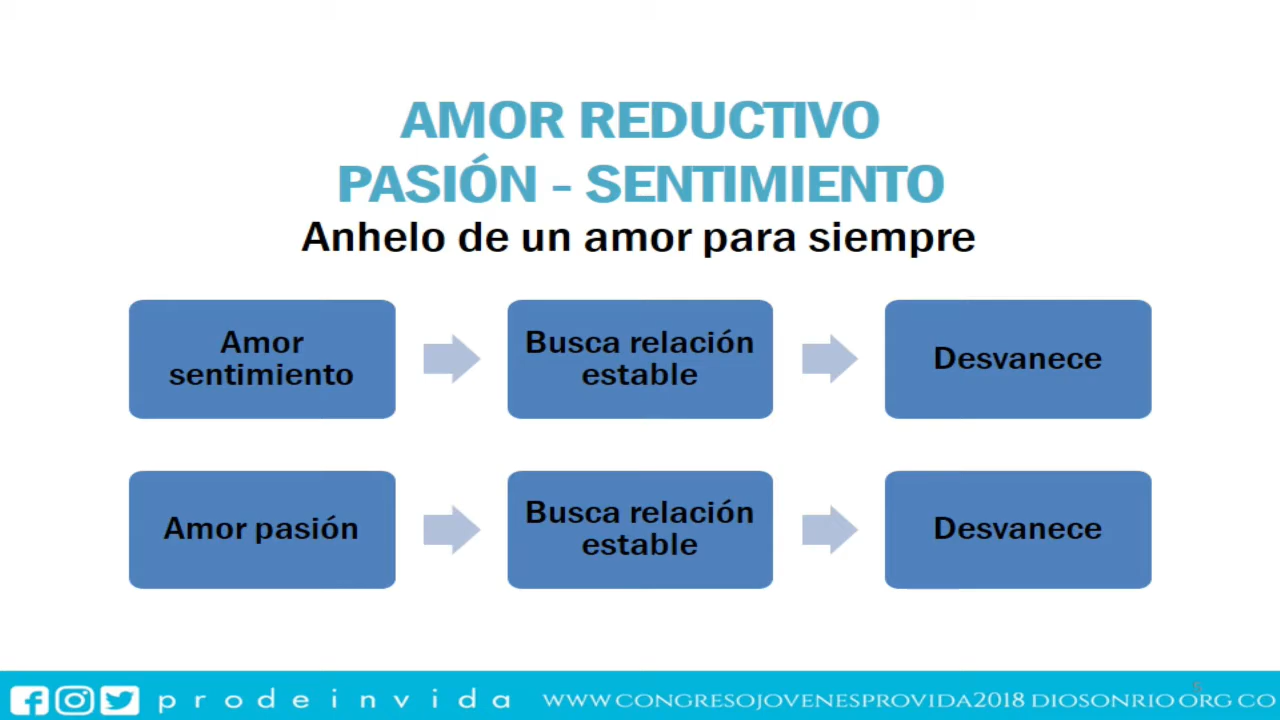 AMOR REDUCTIVO
PASIÓN - SENTIMIENTO
Anhelo de un amor para siempre
Amor
sentimiento
Busca relación
estable
Desvanece
Amor pasión
Busca relación
estable
Desvanece
5
prodeinvida
WWW.CONGRESOJOVENESPROVIDA2018 DIOSONRIO ORG CO